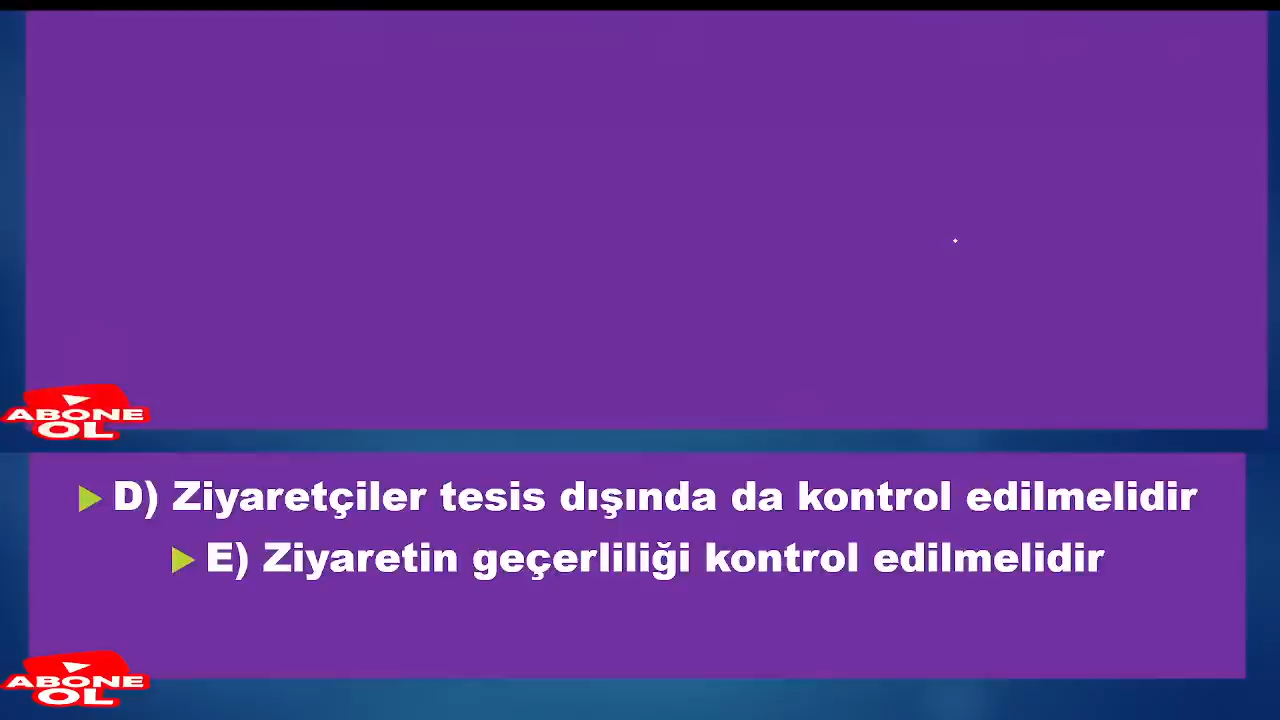 ABONE
OL
D) Ziyaretçiler tesis dışında da kontrol edilmelidir
E) Ziyaretin geçerliliği kontrol edilmelidir
ABONE
OL